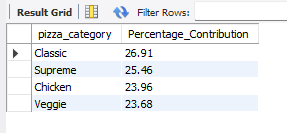 Result Grid Filter Rows:
pizza_category Percentage_Contribution
Classic 26.91
Supreme 25.46
Chicken 23.96
Veggie 23.68